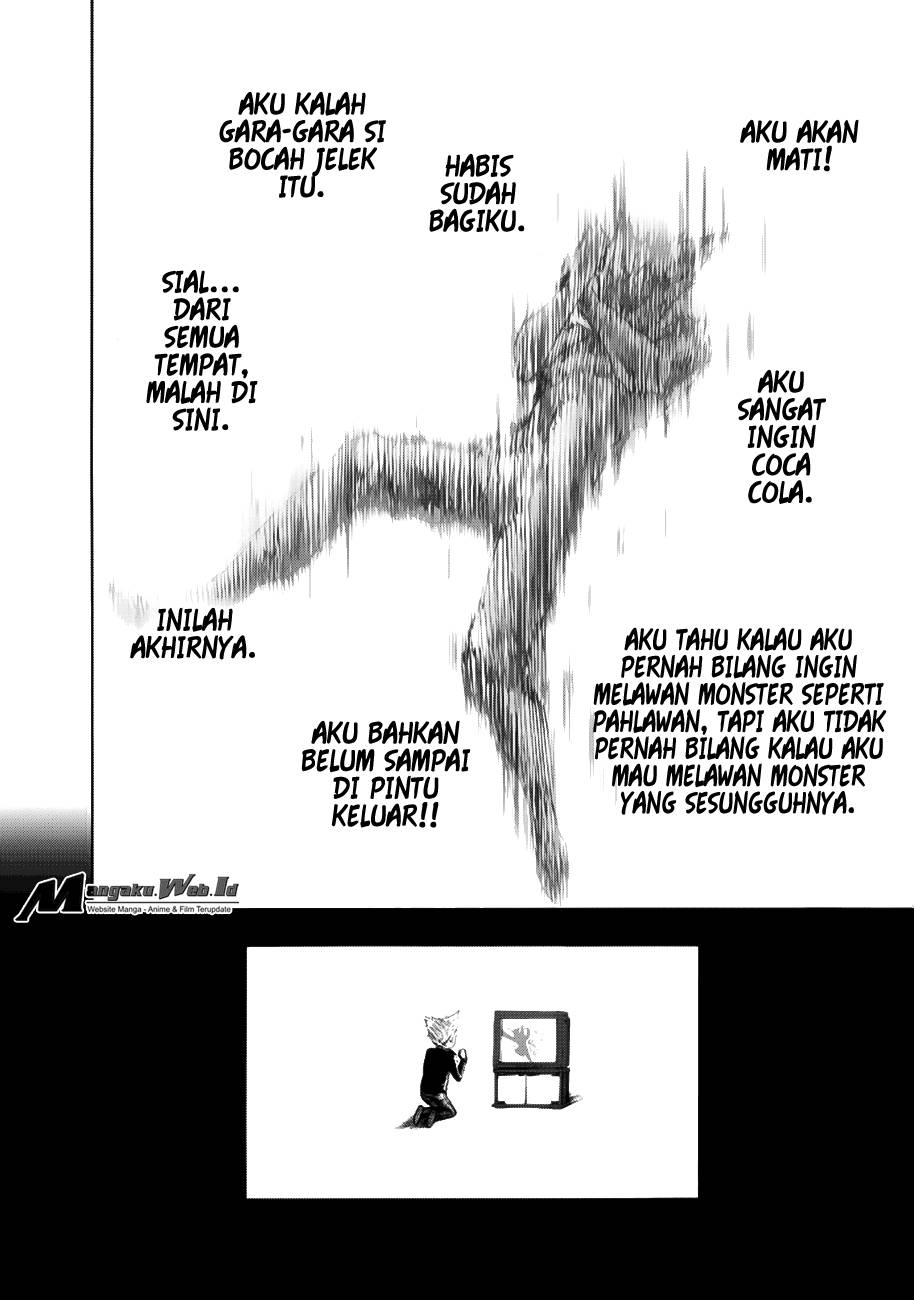 AKU AKAN
MATI!
HABIS
SUDAH
BAGIKU.
AKU KALAH
GARA-GARA SI
BOCAH JELEK
ITU.
SIAL...
DARI
SEMUA
TEMPAT,
MALAH DI
SINI.
AKU
SANGAT
INGIN
COCA
COLA.
INILAH
AKHIRNYA.
AKU TAHU KALAU AKU
PERNAH BILANG INGIN
MELAWAN MONSTER SEPERTI
PAHLAWAN, TAPI AKU TIDAK
PERNAH BILANG KALAU AKU
MAU MELAWAN MONSTER
YANG SESUNGGUHNYA.
AKU BAHKAN
BELUM SAMPAI
DI PINTU
KELUAR!!
Mangaku.Web.Id
Website Manga - Anime & Film Terupdate